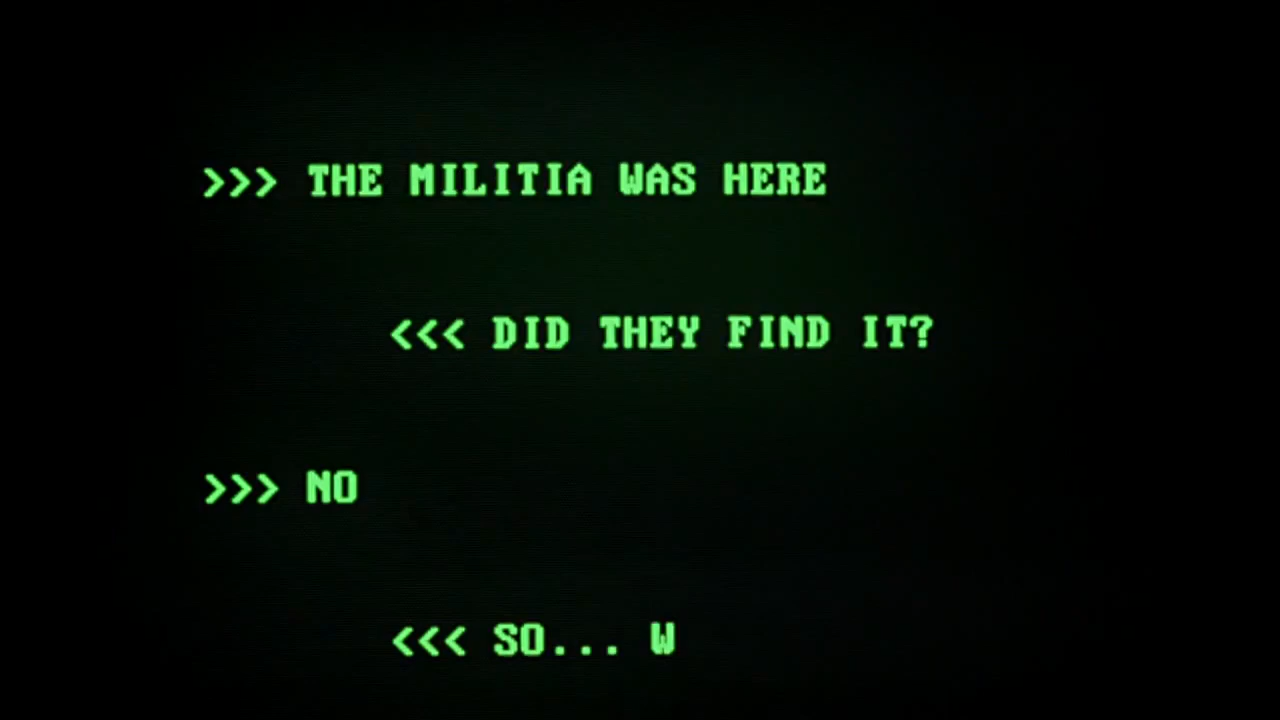 >>> THE MILITIA WAS HERE
<<< DID THEY FIND IT?
>>> NO
<<< SO... W